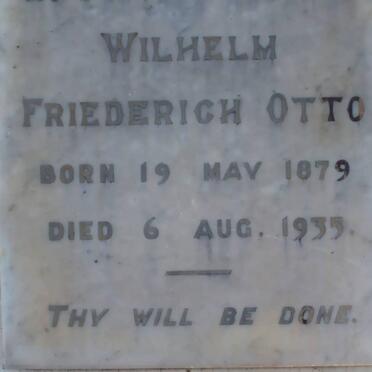 WILHELM
FRIEDERICH OTTO
BORN 19 MAY 1879
DIED 6 AUG. 1935.
THY WILL BE DONE.